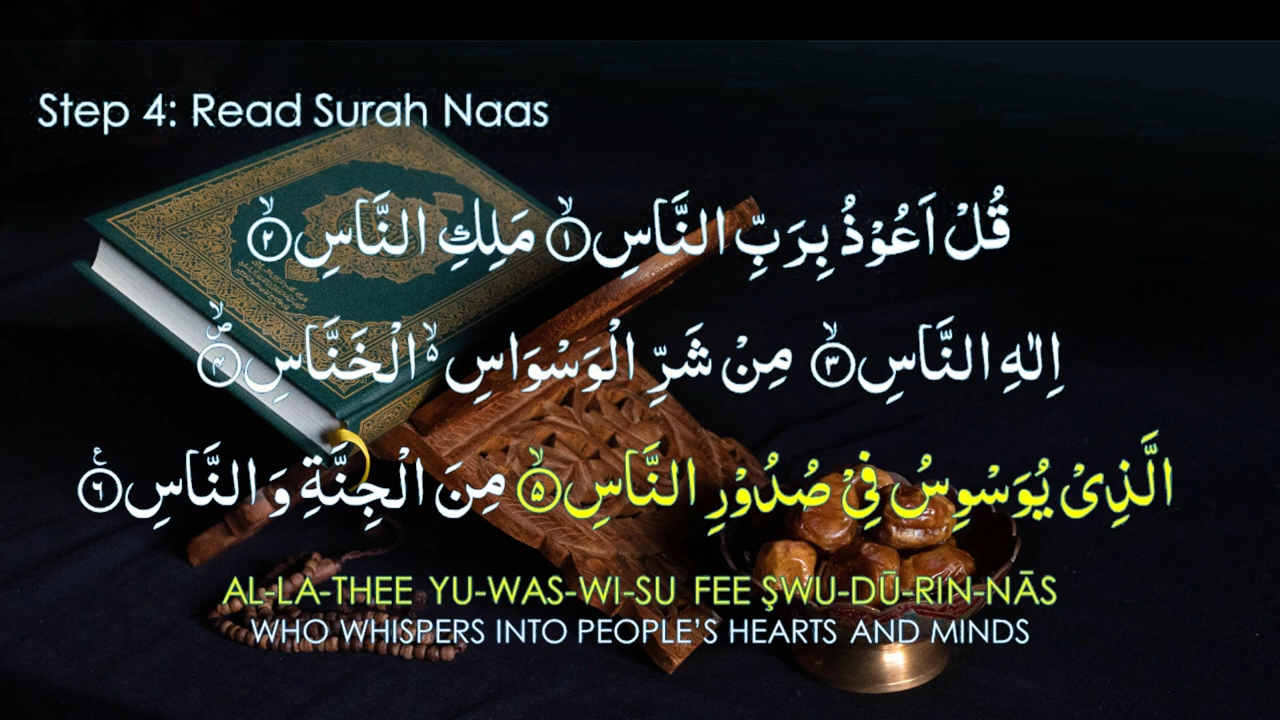 Step 4: Read Surah Naas
قُلْ اَعُوْذُ بِرَبِّ النَّاسِ ۙ﴿۱﴾ مَلِكِ النَّاسِ ۙ﴿۲﴾
اِلٰهِ النَّاسِ ۙ﴿۳﴾ مِنْ شَرِّ الْوَسْوَاسِ ۙ۬ الْخَنَّاسِ ۪ۙ﴿۴﴾
الَّذِىْ يُوَسْوِسُ فِىْ صُدُوْرِ النَّاسِ ۙ﴿۵﴾ مِنَ الْجِنَّةِ وَ النَّاسِ ﴿۶﴾
AL-LA-THEE YU-WAS-WI-SU FEE ŞWU-DŪ-RIN-NĀS
WHO WHISPERS INTO PEOPLE’S HEARTS AND MINDS